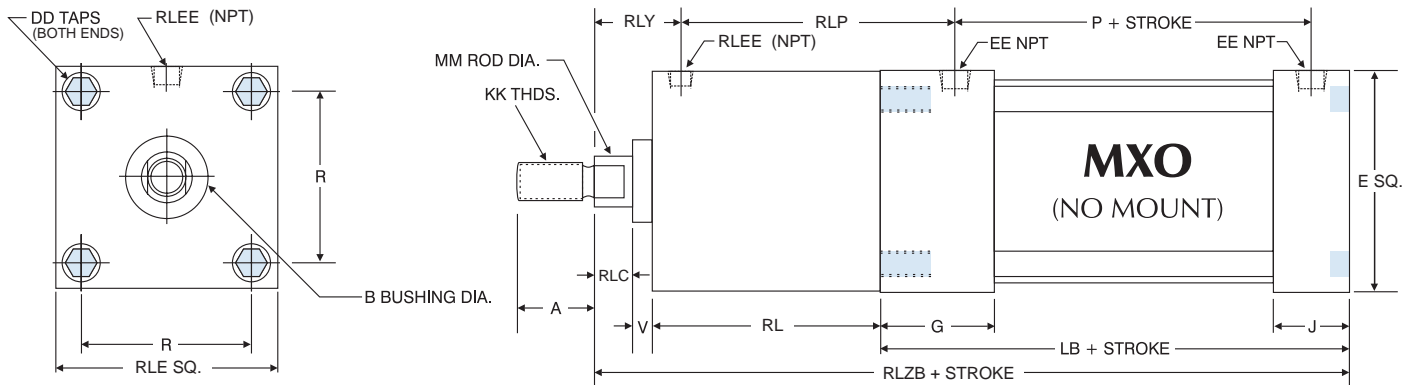 DD TAPS
(BOTH ENDS)
RLEE (NPT)
R
B BUSHING DIA.
R
RLE SQ.
RLY
RLP
P + STROKE
RLEE (NPT)
EE NPT
EE NPT
MM ROD DIA.
KK THDS.
MXO
(NO MOUNT)
E SQ.
RLC
A
V
RL
G
J
LB + STROKE
RLZB + STROKE